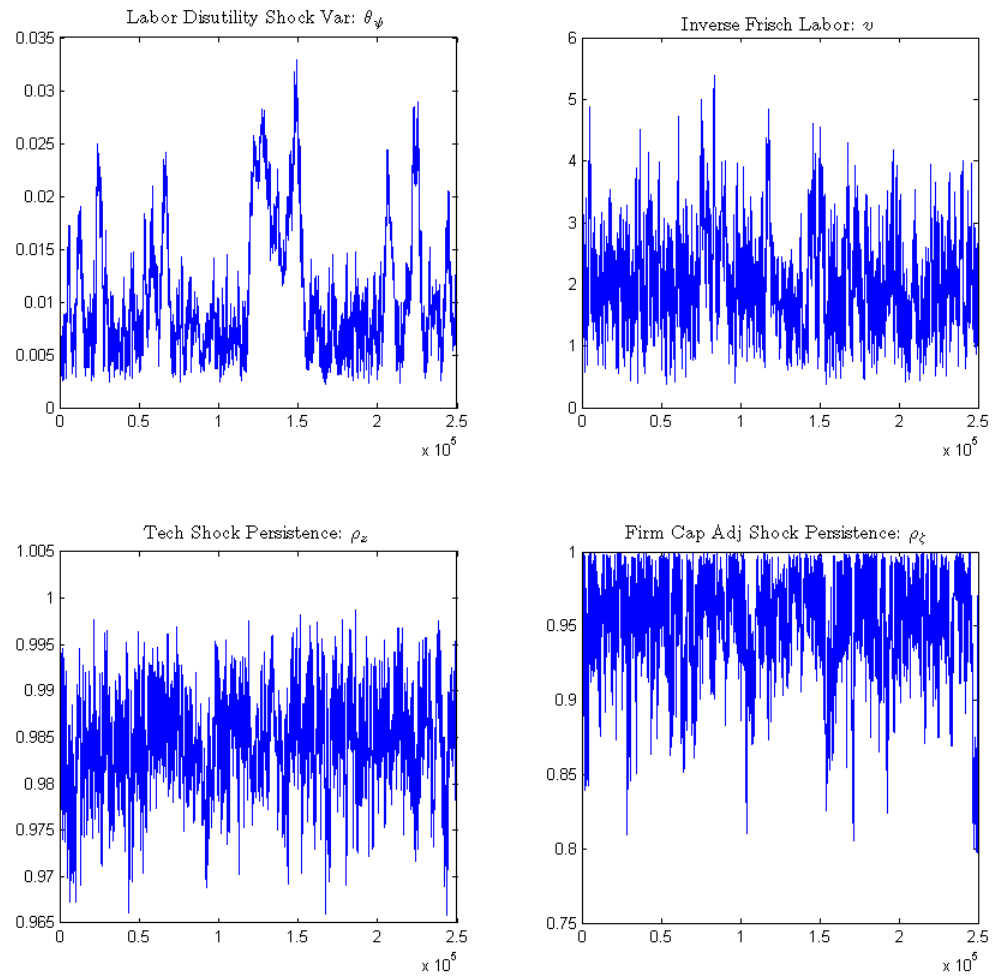 Labor Disutility Shock Var: θ_ψ
0.035
0.03
0.025
0.02
0.015
0.01
0.005
0
0 0.5 1 1.5 2 2.5
x 10^5
Inverse Frisch Labor: υ
6
5
4
3
2
1
0
0 0.5 1 1.5 2 2.5
x 10^5
Tech Shock Persistence: ρ_z
1.005
1
0.995
0.99
0.985
0.98
0.975
0.97
0.965
0 0.5 1 1.5 2 2.5
x 10^5
Firm Cap Adj Shock Persistence: ρ_ζ
1
0.95
0.9
0.85
0.8
0.75
0 0.5 1 1.5 2 2.5
x 10^5